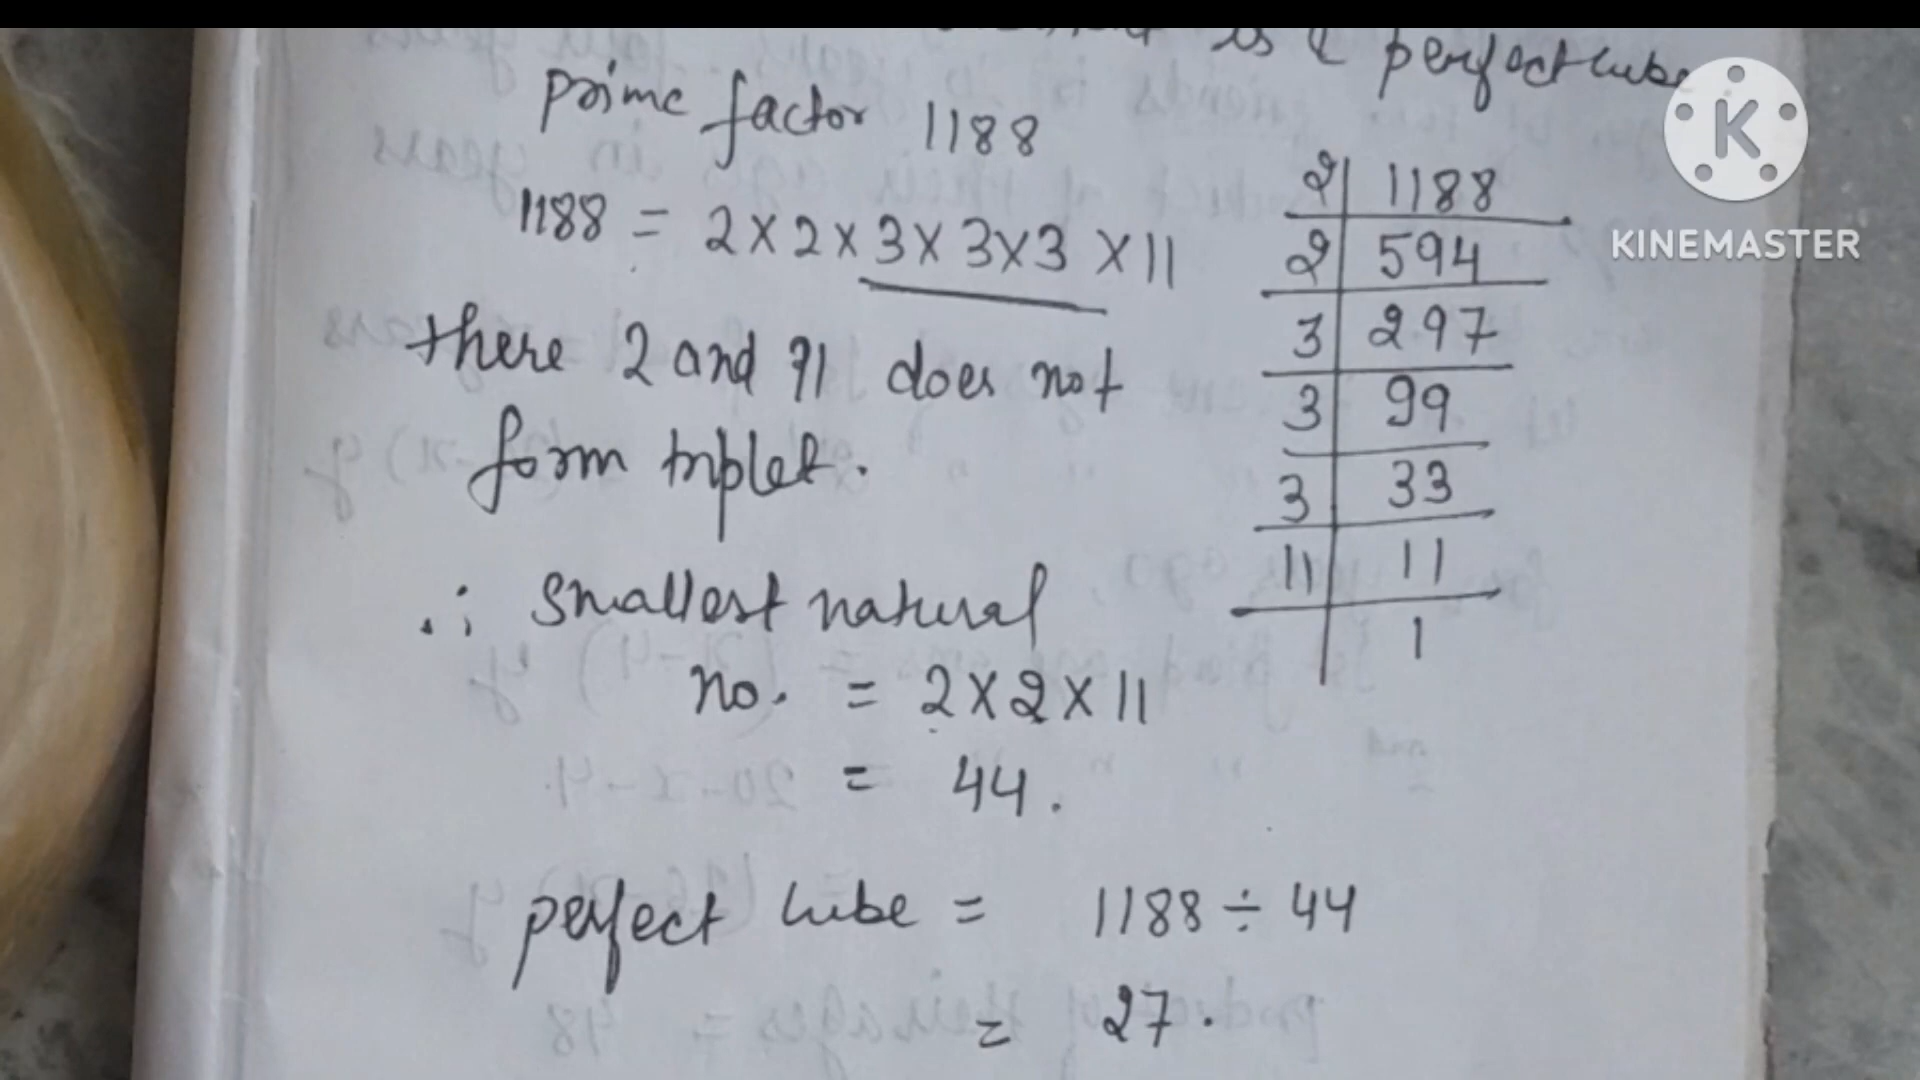 is a perfect cube
prime factor 1188
1188 = 2 × 2 × 3 × 3 × 3 × 11
there 2 and 11 does not
form triplet.
∴ smallest natural
no. = 2 × 2 × 11
= 44.
perfect cube = 1188 ÷ 44
= 27.
2 | 1188
2 | 594
3 | 297
3 | 99
3 | 33
11 | 11
1
K
KINEMASTER